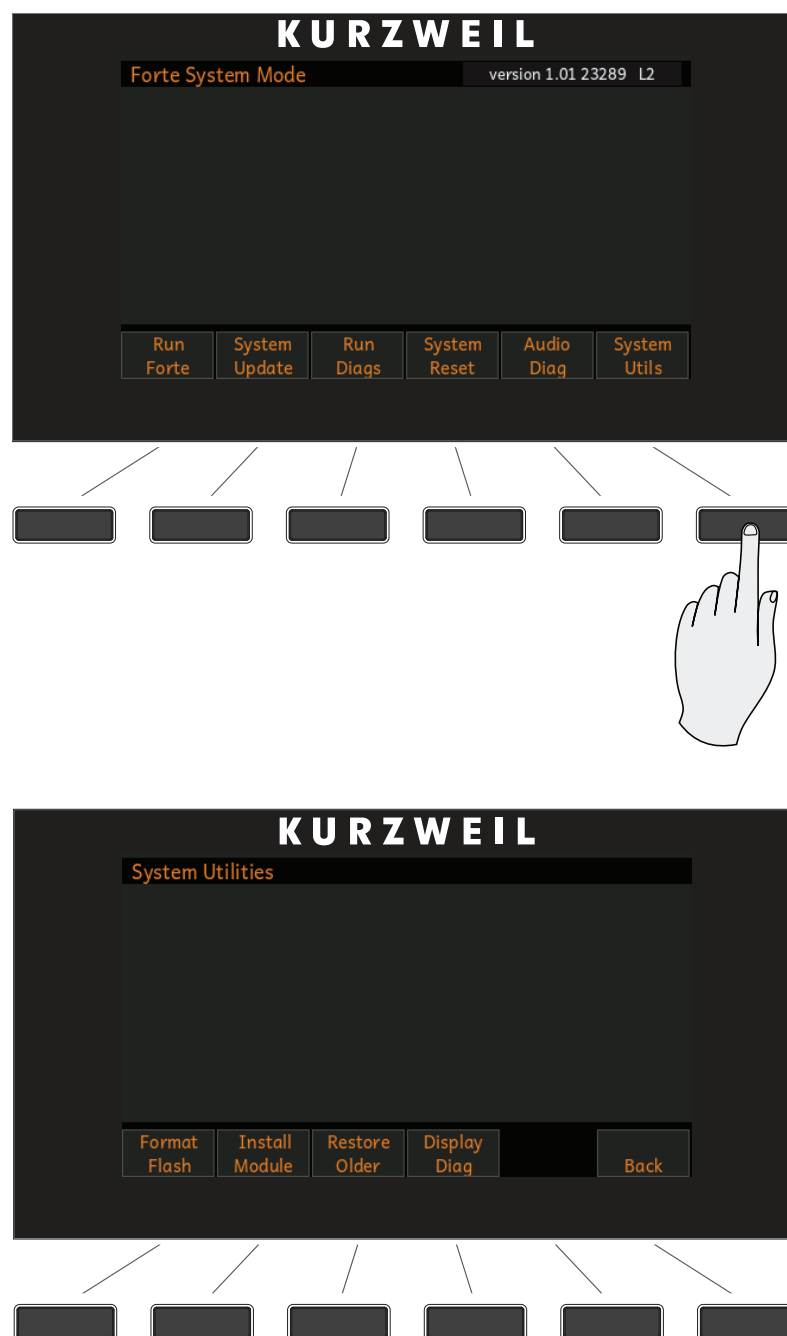 KURZWEIL
Forte System Mode version 1.01 23289 L2
Run System Run System Audio System
Forte Update Diags Reset Diag Utils
KURZWEIL
System Utilities
Format Install Restore Display
Flash Module Older Diag Back